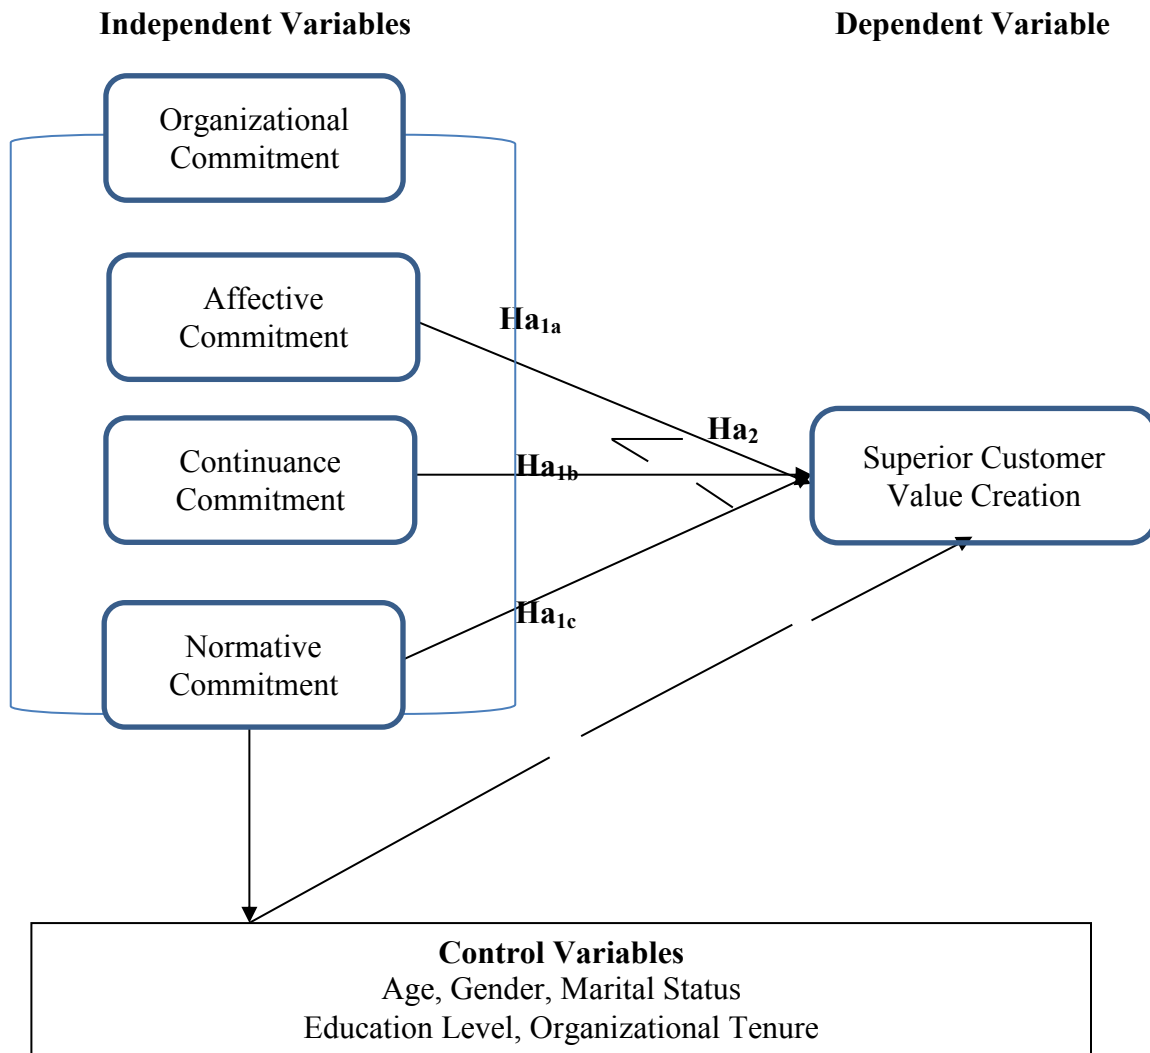 Independent Variables
Dependent Variable
Organizational
Commitment
Affective
Commitment
Ha1a
Ha2
Continuance
Commitment
Ha1b
Superior Customer
Value Creation
Ha1c
Normative
Commitment
Control Variables
Age, Gender, Marital Status
Education Level, Organizational Tenure